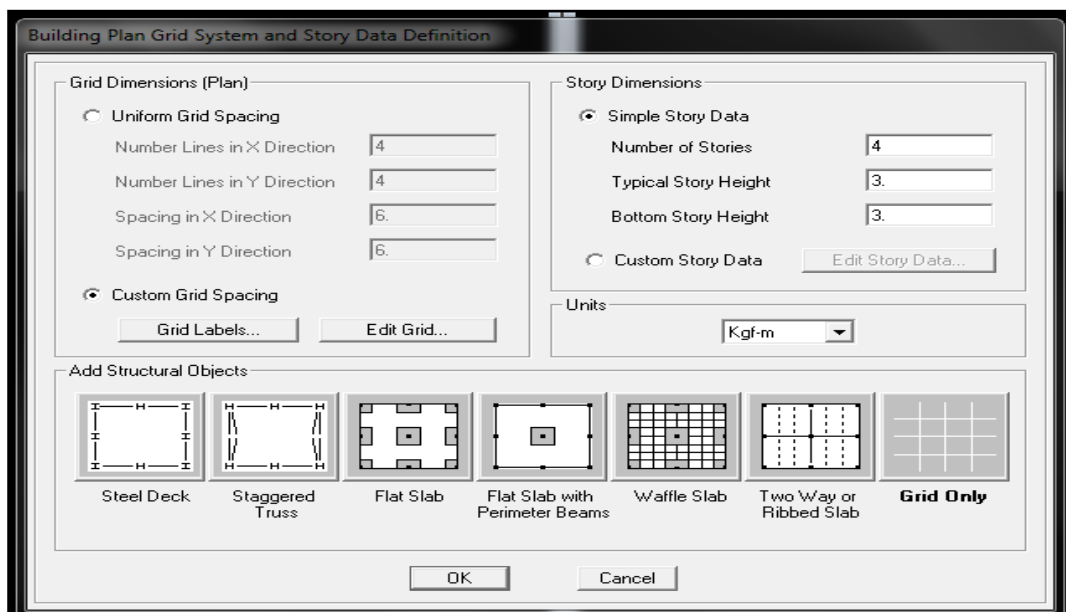 Building Plan Grid System and Story Data Definition
Grid Dimensions (Plan)
Uniform Grid Spacing
Number Lines in X Direction 4
Number Lines in Y Direction 4
Spacing in X Direction 6.
Spacing in Y Direction 6.
Custom Grid Spacing
Grid Labels... Edit Grid...
Story Dimensions
Simple Story Data
Number of Stories 4
Typical Story Height 3.
Bottom Story Height 3.
Custom Story Data Edit Story Data...
Units
Kgf-m
Add Structural Objects
Steel Deck
Staggered
Truss
Flat Slab
Flat Slab with
Perimeter Beams
Waffle Slab
Two Way or
Ribbed Slab
Grid Only
OK Cancel